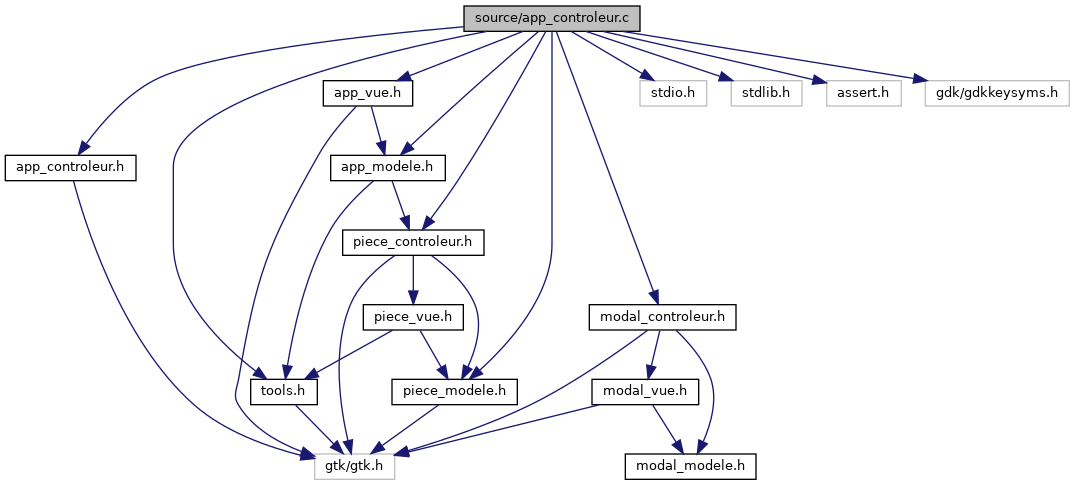 source/app_controleur.c
app_vue.h
stdio.h
stdlib.h
assert.h
gdk/gdkkeysyms.h
app_controleur.h
app_modele.h
piece_controleur.h
piece_vue.h
modal_controleur.h
tools.h
piece_modele.h
modal_vue.h
gtk/gtk.h
modal_modele.h